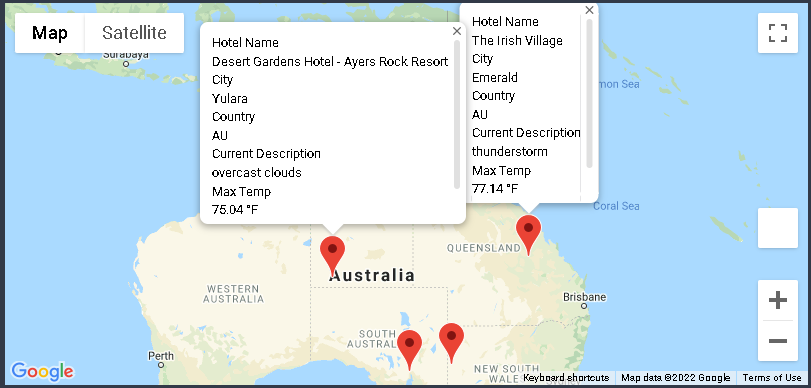 Map
Satellite
Surabaya
Hotel Name
Desert Gardens Hotel - Ayers Rock Resort
City
Yulara
Country
AU
Current Description
overcast clouds
Max Temp
75.04 °F
Hotel Name
The Irish Village
City
Emerald
Country
AU
Current Description
thunderstorm
Max Temp
77.14 °F
Coral Sea
QUEENSLAND
Australia
WESTERN
AUSTRALIA
Brisbane
SOUTH
Perth
NEW SOUTH
WALES
Google
Keyboard shortcuts
Map data ©2022 Google
Terms of Use